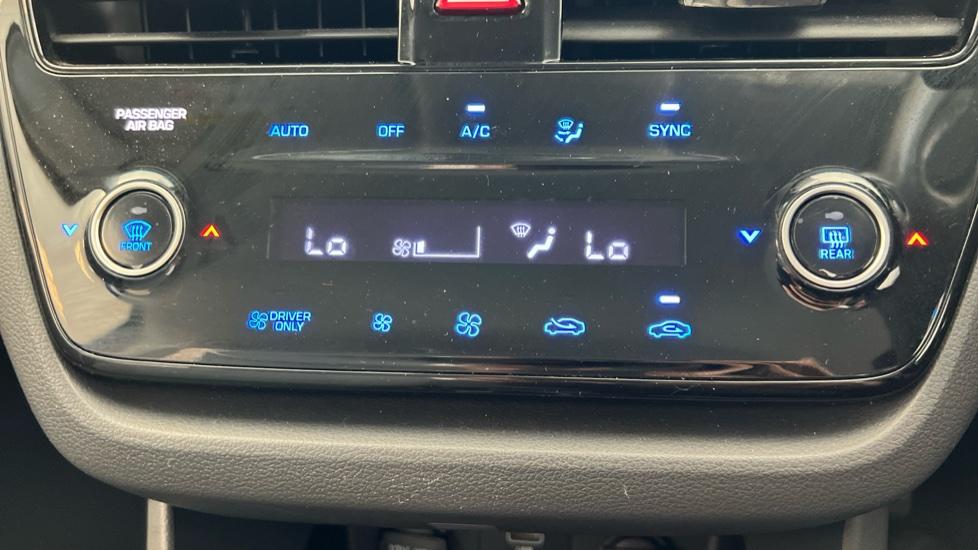 PASSENGER
AIR BAG
AUTO OFF A/C SYNC
FRONT
Lo Lo
REAR
DRIVER
ONLY